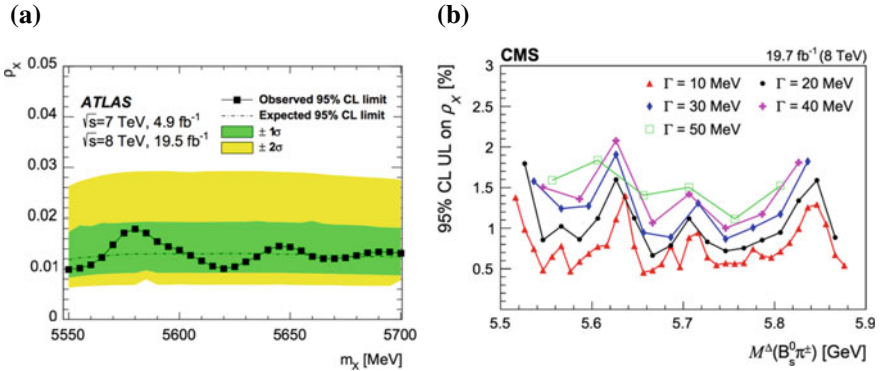 (a)
ρX
0.05
0.04
0.03
0.02
0.01
0
ATLAS
√s=7 TeV, 4.9 fb-1
√s=8 TeV, 19.5 fb-1
Observed 95% CL limit
Expected 95% CL limit
± 1σ
± 2σ
5550
5600
5650
5700
mX [MeV]
(b)
CMS
19.7 fb-1 (8 TeV)
95% CL UL on ρX [%]
3
2.5
2
1.5
1
0.5
Γ = 10 MeV
Γ = 20 MeV
Γ = 30 MeV
Γ = 40 MeV
Γ = 50 MeV
5.5
5.6
5.7
5.8
5.9
MΔ(B0sπ±) [GeV]